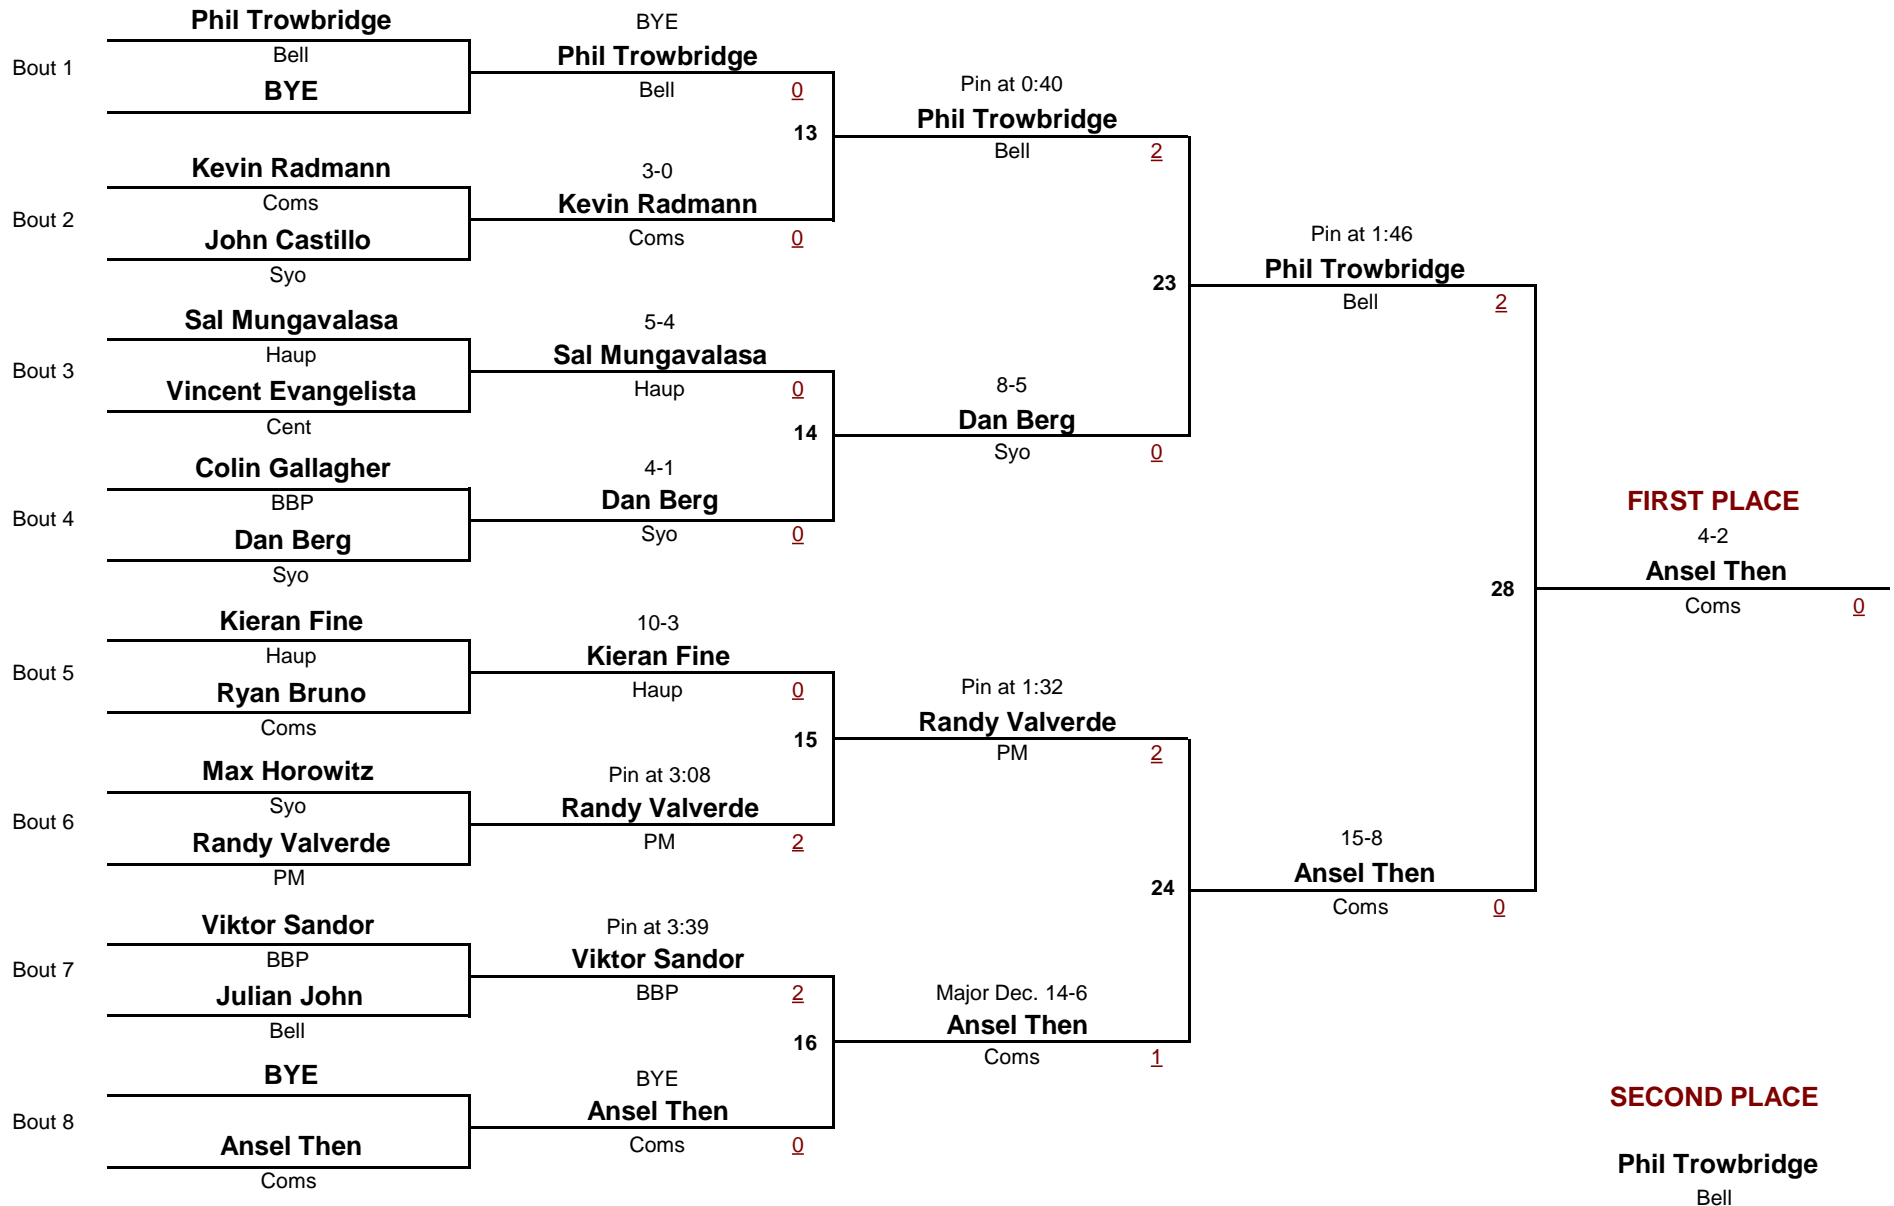 Phil Trowbridge
Bout 1
Bell
BYE
Kevin Radmann
Bout 2
Coms
John Castillo
Syo
Sal Mungavalasa
Bout 3
Haup
Vincent Evangelista
Cent
Colin Gallagher
Bout 4
BBP
Dan Berg
Syo
Kieran Fine
Bout 5
Haup
Ryan Bruno
Coms
Max Horowitz
Bout 6
Syo
Randy Valverde
PM
Viktor Sandor
Bout 7
BBP
Julian John
Bell
BYE
Bout 8
Ansel Then
Coms
BYE
Phil Trowbridge
Bell 0
13
3-0
Kevin Radmann
Coms 0
5-4
Sal Mungavalasa
Haup 0
14
4-1
Dan Berg
Syo 0
10-3
Kieran Fine
Haup 0
15
Pin at 3:08
Randy Valverde
PM 2
Pin at 3:39
Viktor Sandor
BBP 2
16
BYE
Ansel Then
Coms 0
Pin at 0:40
Phil Trowbridge
Bell 2
23
8-5
Dan Berg
Syo 0
Pin at 1:32
Randy Valverde
PM 2
24
Major Dec. 14-6
Ansel Then
Coms 1
Pin at 1:46
Phil Trowbridge
Bell 2
28
15-8
Ansel Then
Coms 0
FIRST PLACE
4-2
Ansel Then
Coms 0
SECOND PLACE
Phil Trowbridge
Bell